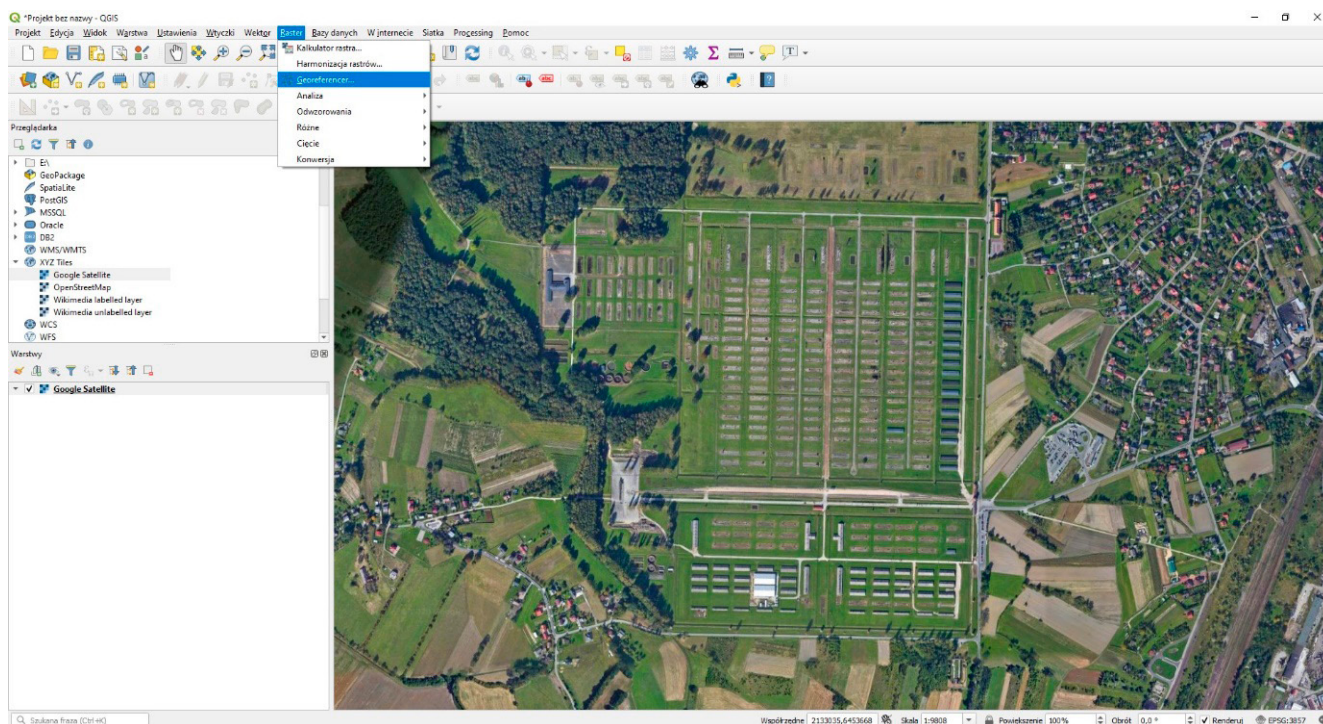 *Projekt bez nazwy - QGIS
Projekt Edycja Widok Warstwa Ustawienia Wtyczki Wektor Raster Bazy danych W internecie Siatka Processing Pomoc
Kalkulator rastra...
Harmonizacja rastrów...
Georeferencer...
Analiza
Odwzorowania
Różne
Cięcie
Konwersja
Przeglądarka
E:\
GeoPackage
SpatiaLite
PostGIS
MSSQL
Oracle
DB2
WMS/WMTS
XYZ Tiles
Google Satellite
OpenStreetMap
Wikimedia labelled layer
Wikimedia unlabelled layer
WCS
WFS
Warstwy
Google Satellite
Szukana fraza (Ctrl+K)
Współrzędne 2133035,6453668 Skala 1:9808 Powiększenie 100% Obrót 0,0 ° Renderuj EPSG:3857